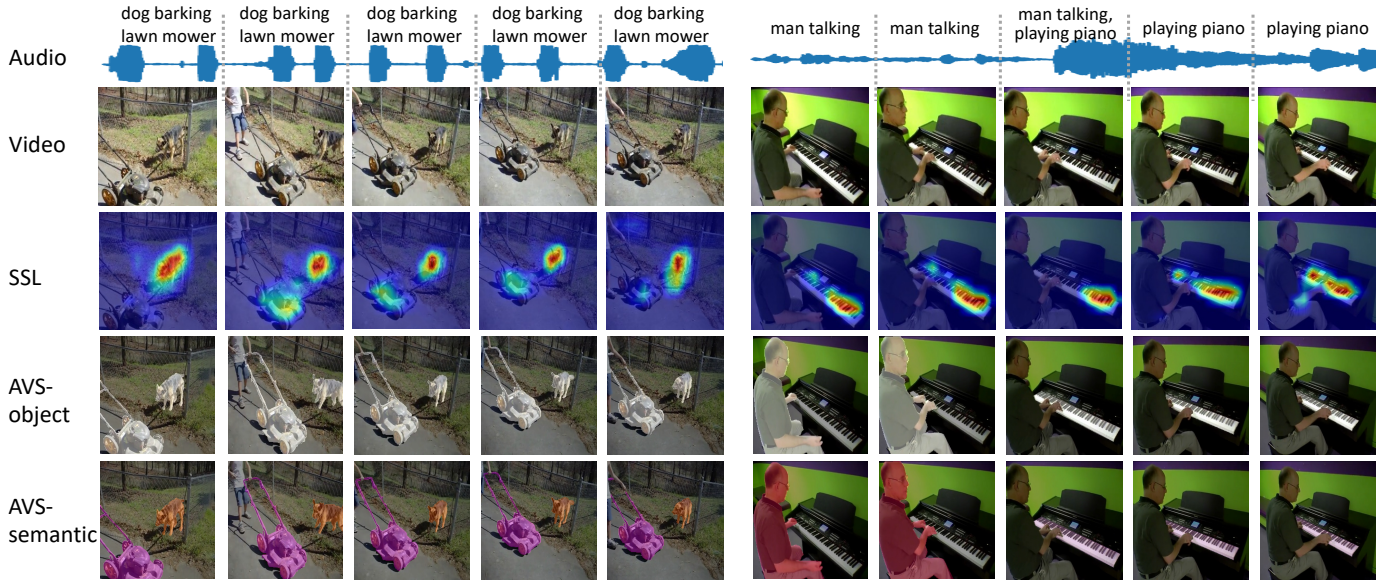 dog barking
lawn mower
dog barking
lawn mower
dog barking
lawn mower
dog barking
lawn mower
dog barking
lawn mower
man talking
man talking
man talking,
playing piano
playing piano
playing piano
Audio
Video
SSL
AVS-
object
AVS-
semantic